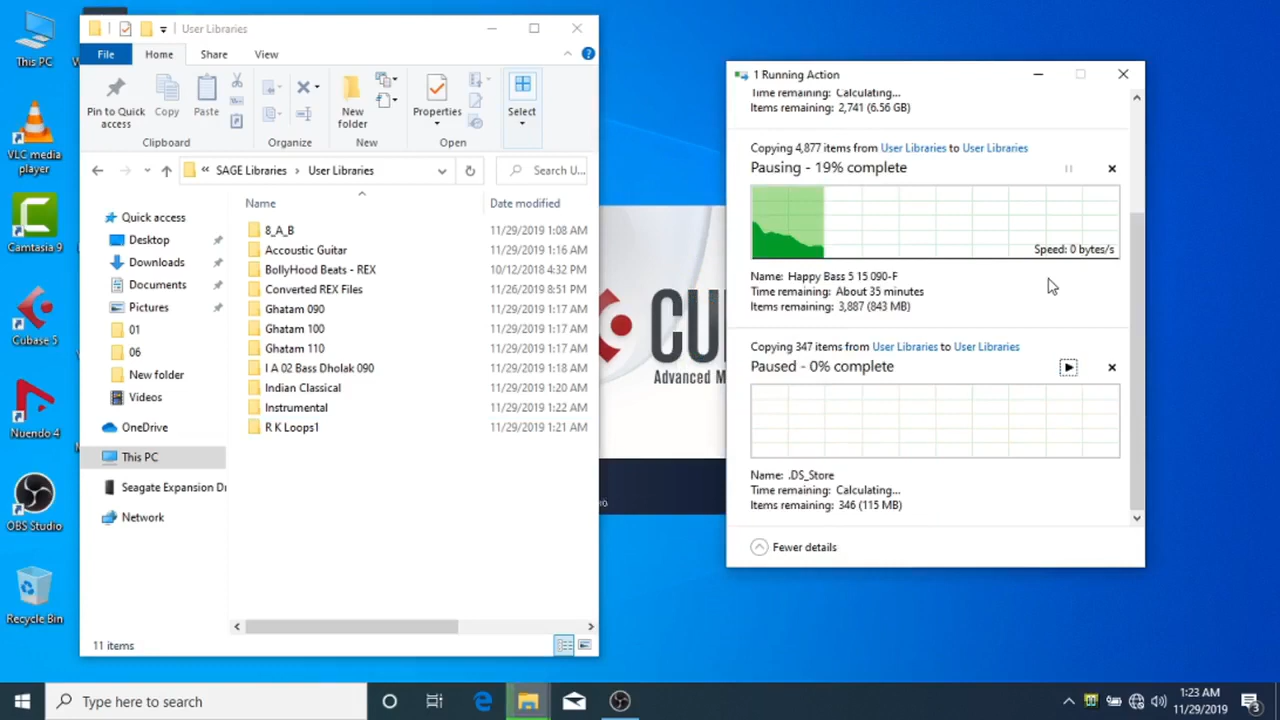 This PC
VLC media
player
Camtasia 9
Cubase 5
Nuendo 4
OBS Studio
Recycle Bin
User Libraries
File Home Share View
Pin to Quick
access
Copy
Paste
New
folder
Properties
Select
Clipboard
Organize
New
Open
« SAGE Libraries › User Libraries
Search U...
Quick access
Desktop
Downloads
Documents
Pictures
01
06
New folder
Videos
OneDrive
This PC
Seagate Expansion Dr
Network
Name Date modified
8_A_B 11/29/2019 1:08 AM
Accoustic Guitar 11/29/2019 1:16 AM
BollyHood Beats - REX 10/12/2018 4:32 PM
Converted REX Files 11/26/2019 8:51 PM
Ghatam 090 11/29/2019 1:17 AM
Ghatam 100 11/29/2019 1:17 AM
Ghatam 110 11/29/2019 1:17 AM
I A 02 Bass Dholak 090 11/29/2019 1:18 AM
Indian Classical 11/29/2019 1:20 AM
Instrumental 11/29/2019 1:22 AM
R K Loops1 11/29/2019 1:21 AM
11 items
CU
Advanced M
1 Running Action
Time remaining: Calculating...
Items remaining: 2,741 (6.56 GB)
Copying 4,877 items from User Libraries to User Libraries
Pausing - 19% complete
Speed: 0 bytes/s
Name: Happy Bass 5 15 090-F
Time remaining: About 35 minutes
Items remaining: 3,887 (843 MB)
Copying 347 items from User Libraries to User Libraries
Paused - 0% complete
Name: .DS_Store
Time remaining: Calculating...
Items remaining: 346 (115 MB)
Fewer details
Type here to search
1:23 AM
11/29/2019
3